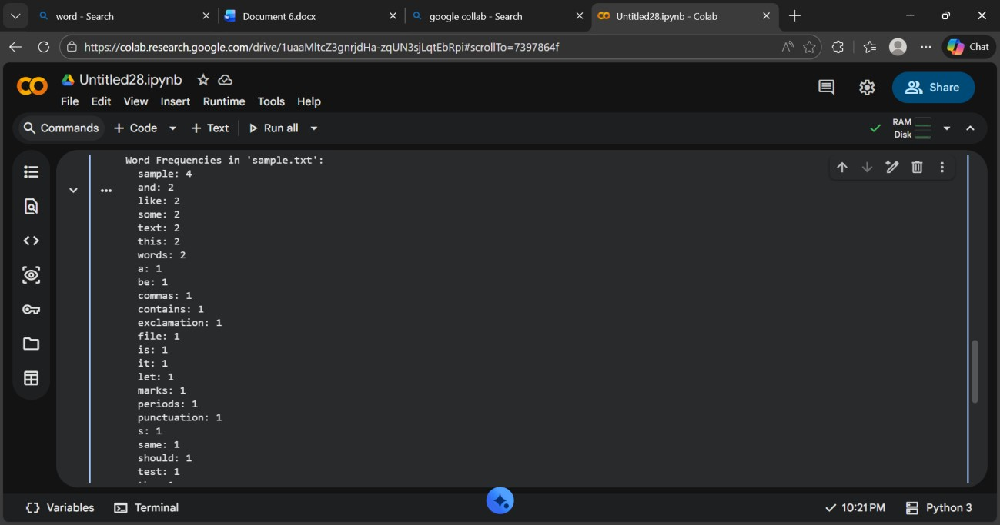 word - Search
Document 6.docx
google collab - Search
Untitled28.ipynb - Colab
https://colab.research.google.com/drive/1uaaMltcZ3gnrjdHa-zqUN3sjLqtEbRpi#scrollTo=7397864f
Chat
Untitled28.ipynb
File Edit View Insert Runtime Tools Help
Share
Commands + Code + Text Run all
RAM
Disk
Word Frequencies in 'sample.txt':
sample: 4
and: 2
like: 2
some: 2
text: 2
this: 2
words: 2
a: 1
be: 1
commas: 1
contains: 1
exclamation: 1
file: 1
is: 1
it: 1
let: 1
marks: 1
periods: 1
punctuation: 1
s: 1
same: 1
should: 1
test: 1
Variables Terminal
10:21 PM Python 3